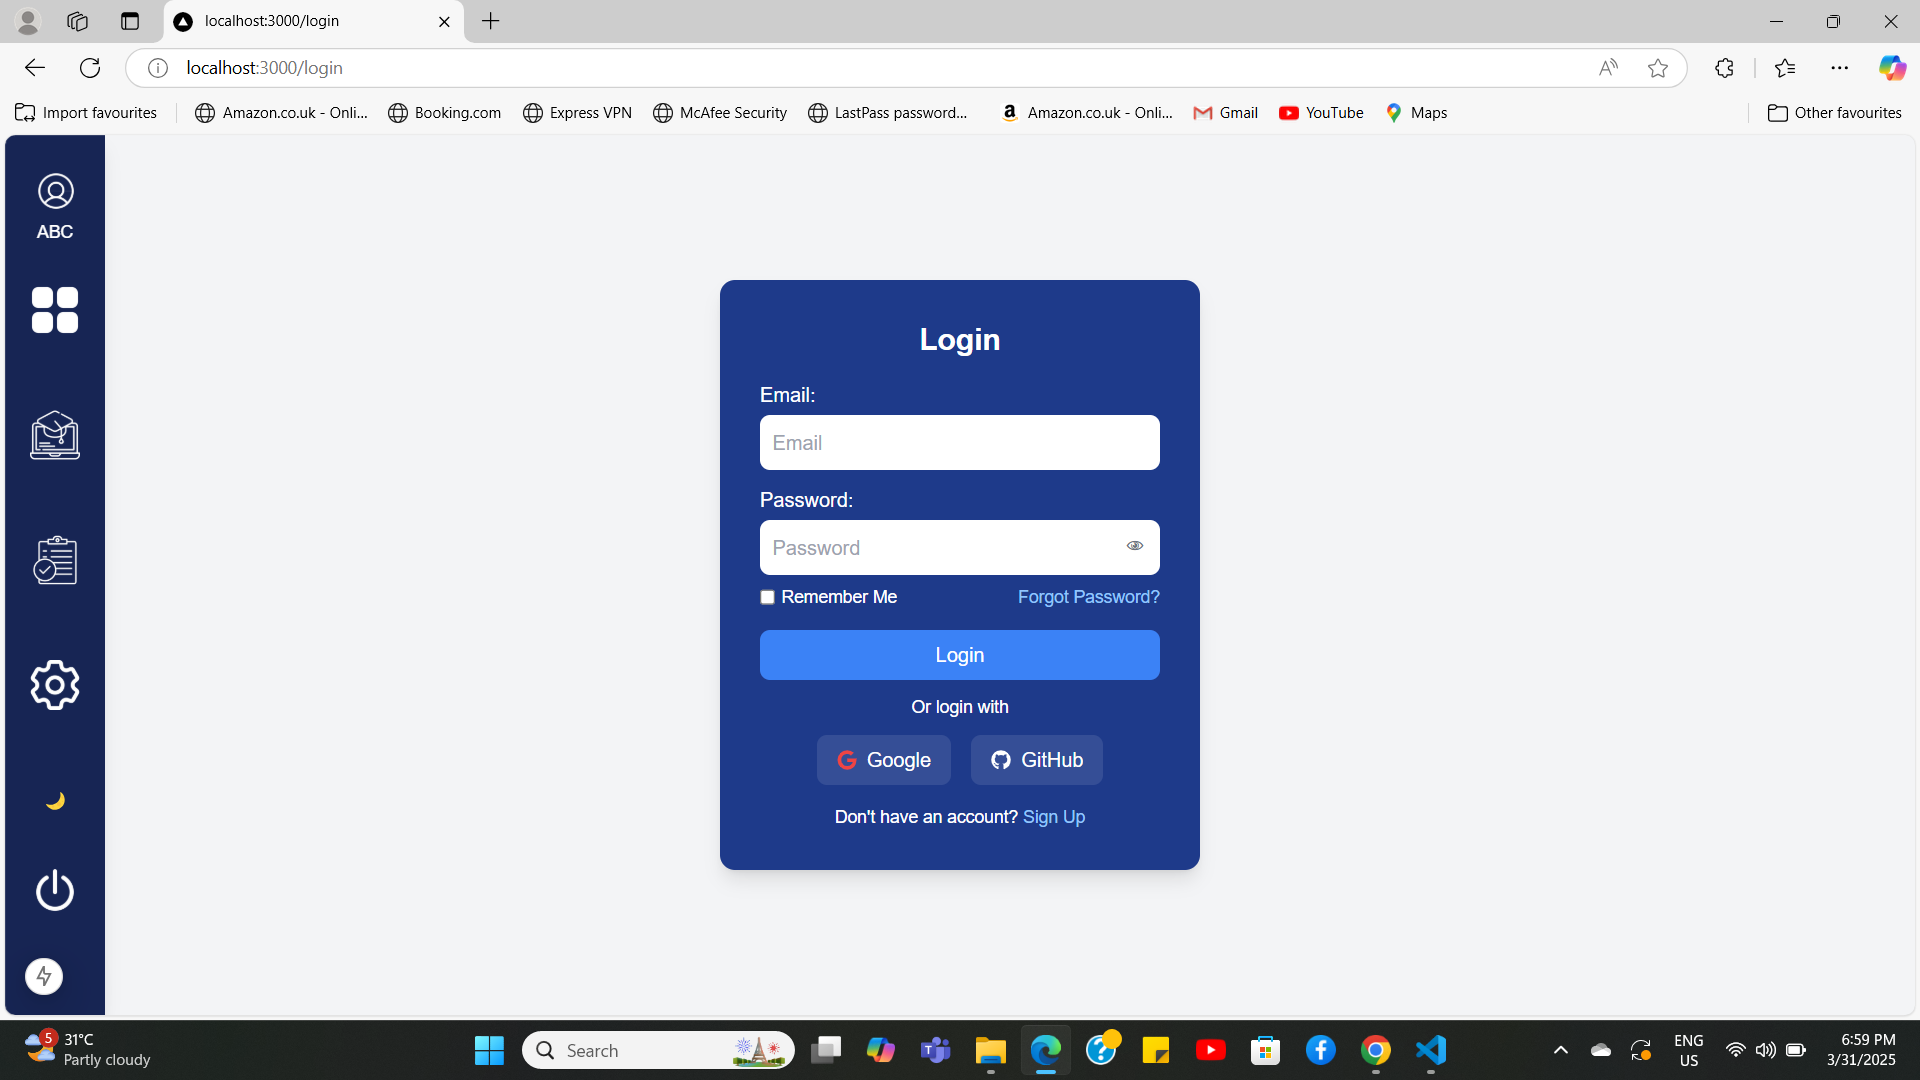 localhost:3000/login
localhost:3000/login
Import favourites
Amazon.co.uk - Onli...
Booking.com
Express VPN
McAfee Security
LastPass password...
Amazon.co.uk - Onli...
Gmail
YouTube
Maps
Other favourites
ABC
Login
Email:
Email
Password:
Password
Remember Me
Forgot Password?
Login
Or login with
Google
GitHub
Don't have an account? Sign Up
5
31°C
Partly cloudy
Search
ENG
US
6:59 PM
3/31/2025